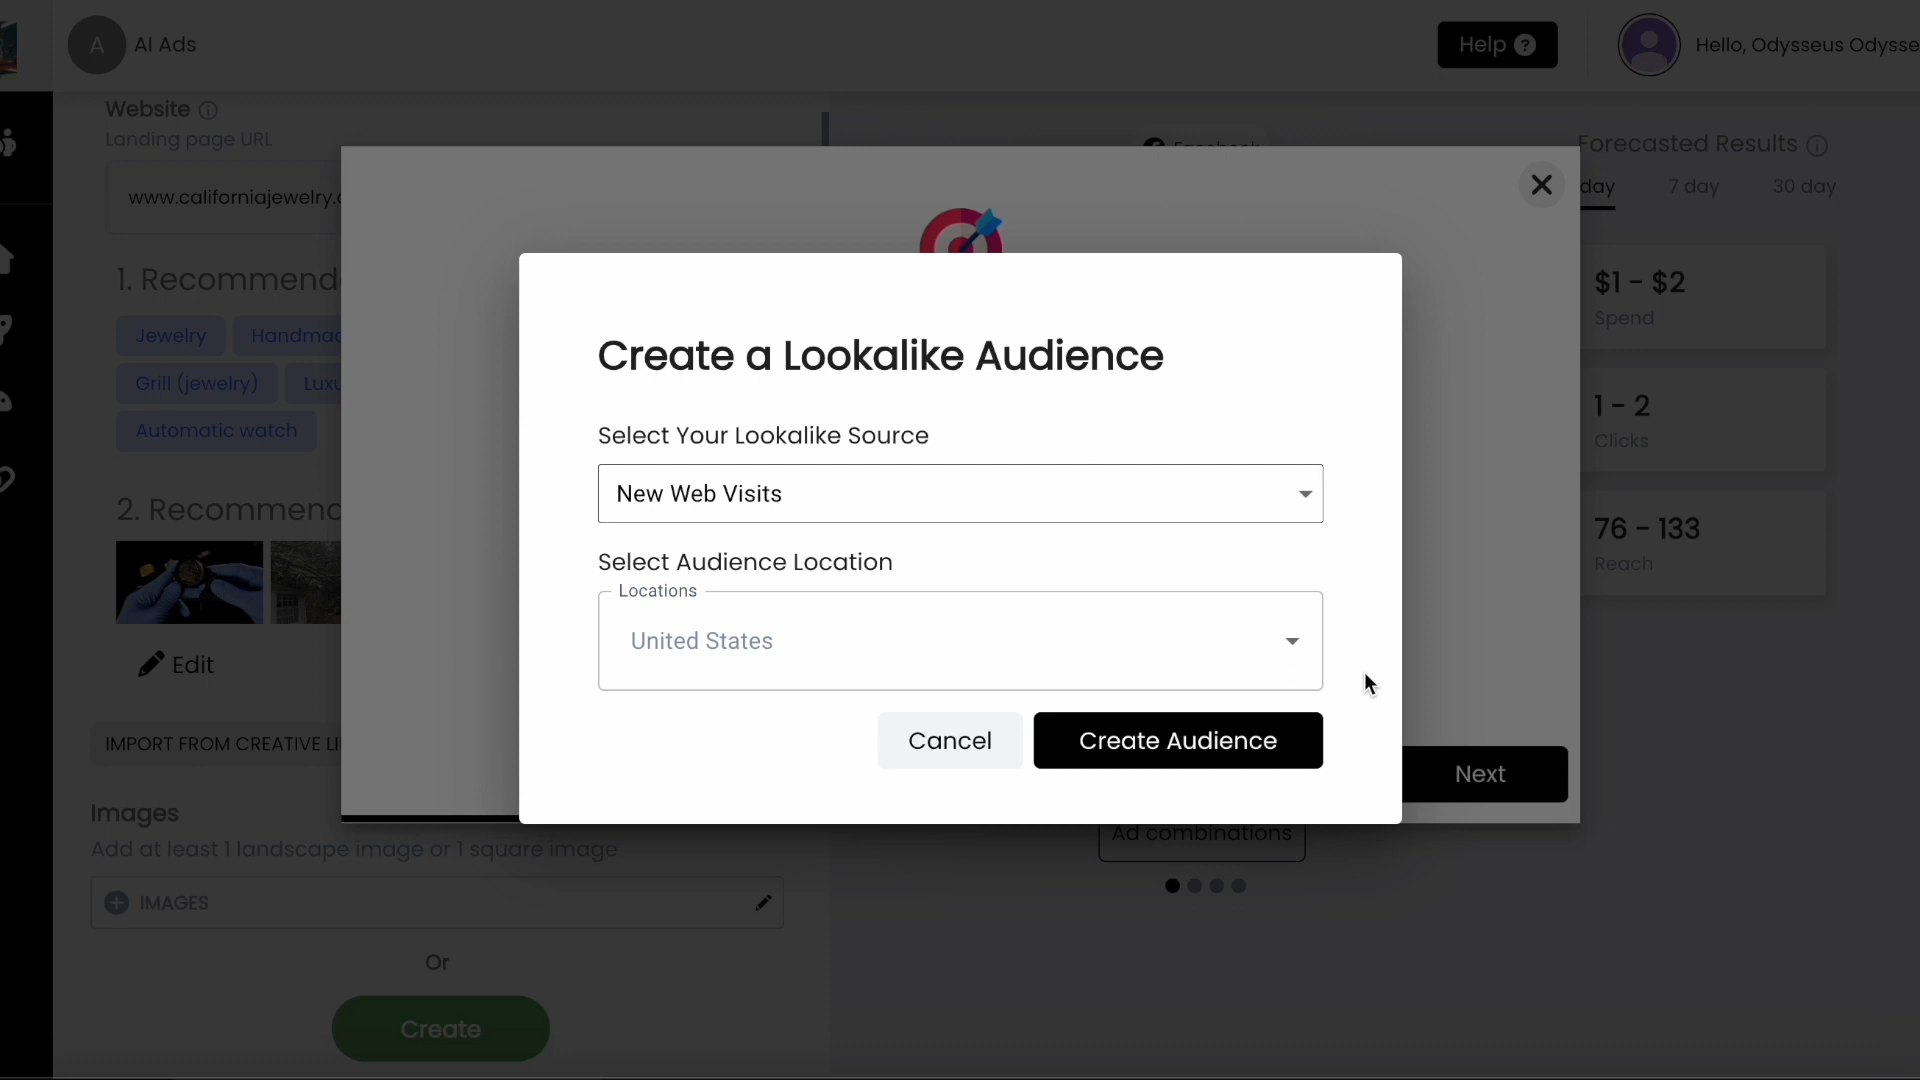 A
AI Ads
Help ?
Hello, Odysseus Odysse
Website
Landing page URL
www.californiajewelry.
1. Recommend
Jewelry
Handmad
Grill (jewelry)
Luxu
Automatic watch
2. Recommend
Edit
IMPORT FROM CREATIVE LI
Images
Add at least 1 landscape image or 1 square image
IMAGES
Or
Create
Facebook
Create a Lookalike Audience
Select Your Lookalike Source
New Web Visits
Select Audience Location
Locations
United States
Cancel
Create Audience
Next
Ad combinations
Forecasted Results
day
7 day
30 day
$1 - $2
Spend
1 - 2
Clicks
76 - 133
Reach